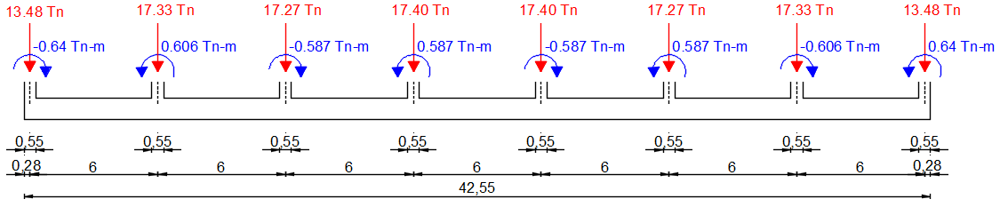 13.48 Tn 17.33 Tn 17.27 Tn 17.40 Tn 17.40 Tn 17.27 Tn 17.33 Tn 13.48 Tn
-0.64 Tn-m 0.606 Tn-m -0.587 Tn-m 0.587 Tn-m -0.587 Tn-m 0.587 Tn-m -0.606 Tn-m 0.64 Tn-m
0,55 0,55 0,55 0,55 0,55 0,55 0,55 0,55
0,28 6 6 6 6 6 6 6 0,28
42,55